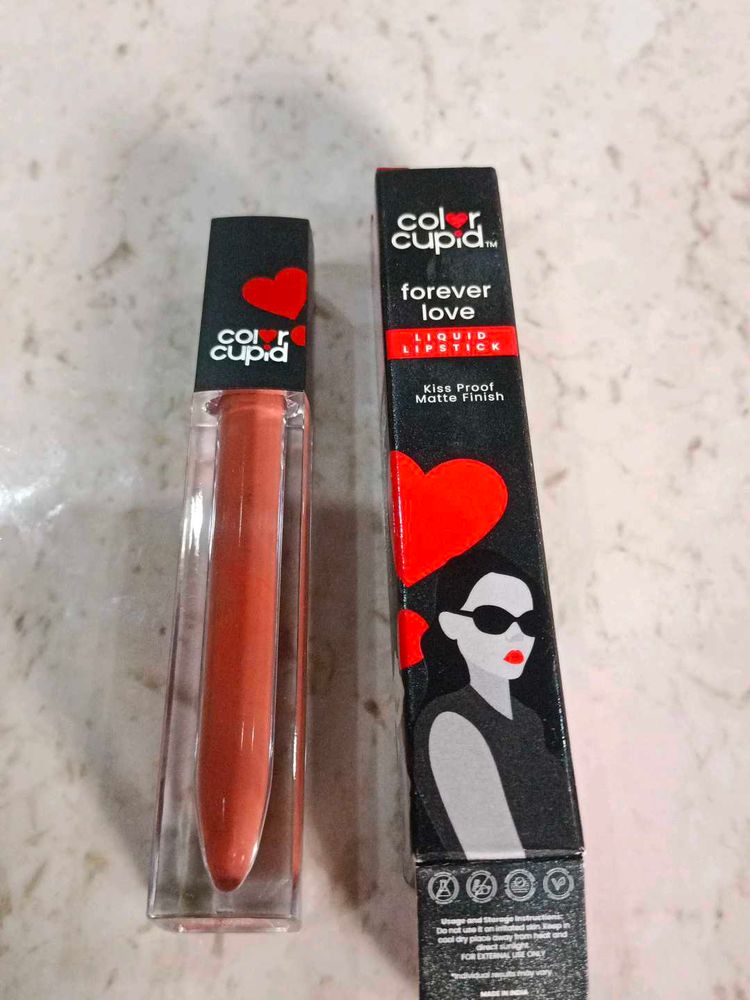 color
cupid
color
cupid™
forever
love
LIQUID
LIPSTICK
Kiss Proof
Matte Finish
Usage and Storage Instructions:
Do not use it on irritated skin. Keep in
cool dry place away from heat and
direct sunlight.
FOR EXTERNAL USE ONLY
*Individual results may vary.
MADE IN INDIA